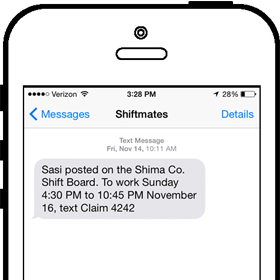 Verizon 3:28 PM 28%
Messages Shiftmates Details
Text Message
Fri, Nov 14, 10:11 AM
Sasi posted on the Shima Co.
Shift Board. To work Sunday
4:30 PM to 10:45 PM November
16, text Claim 4242